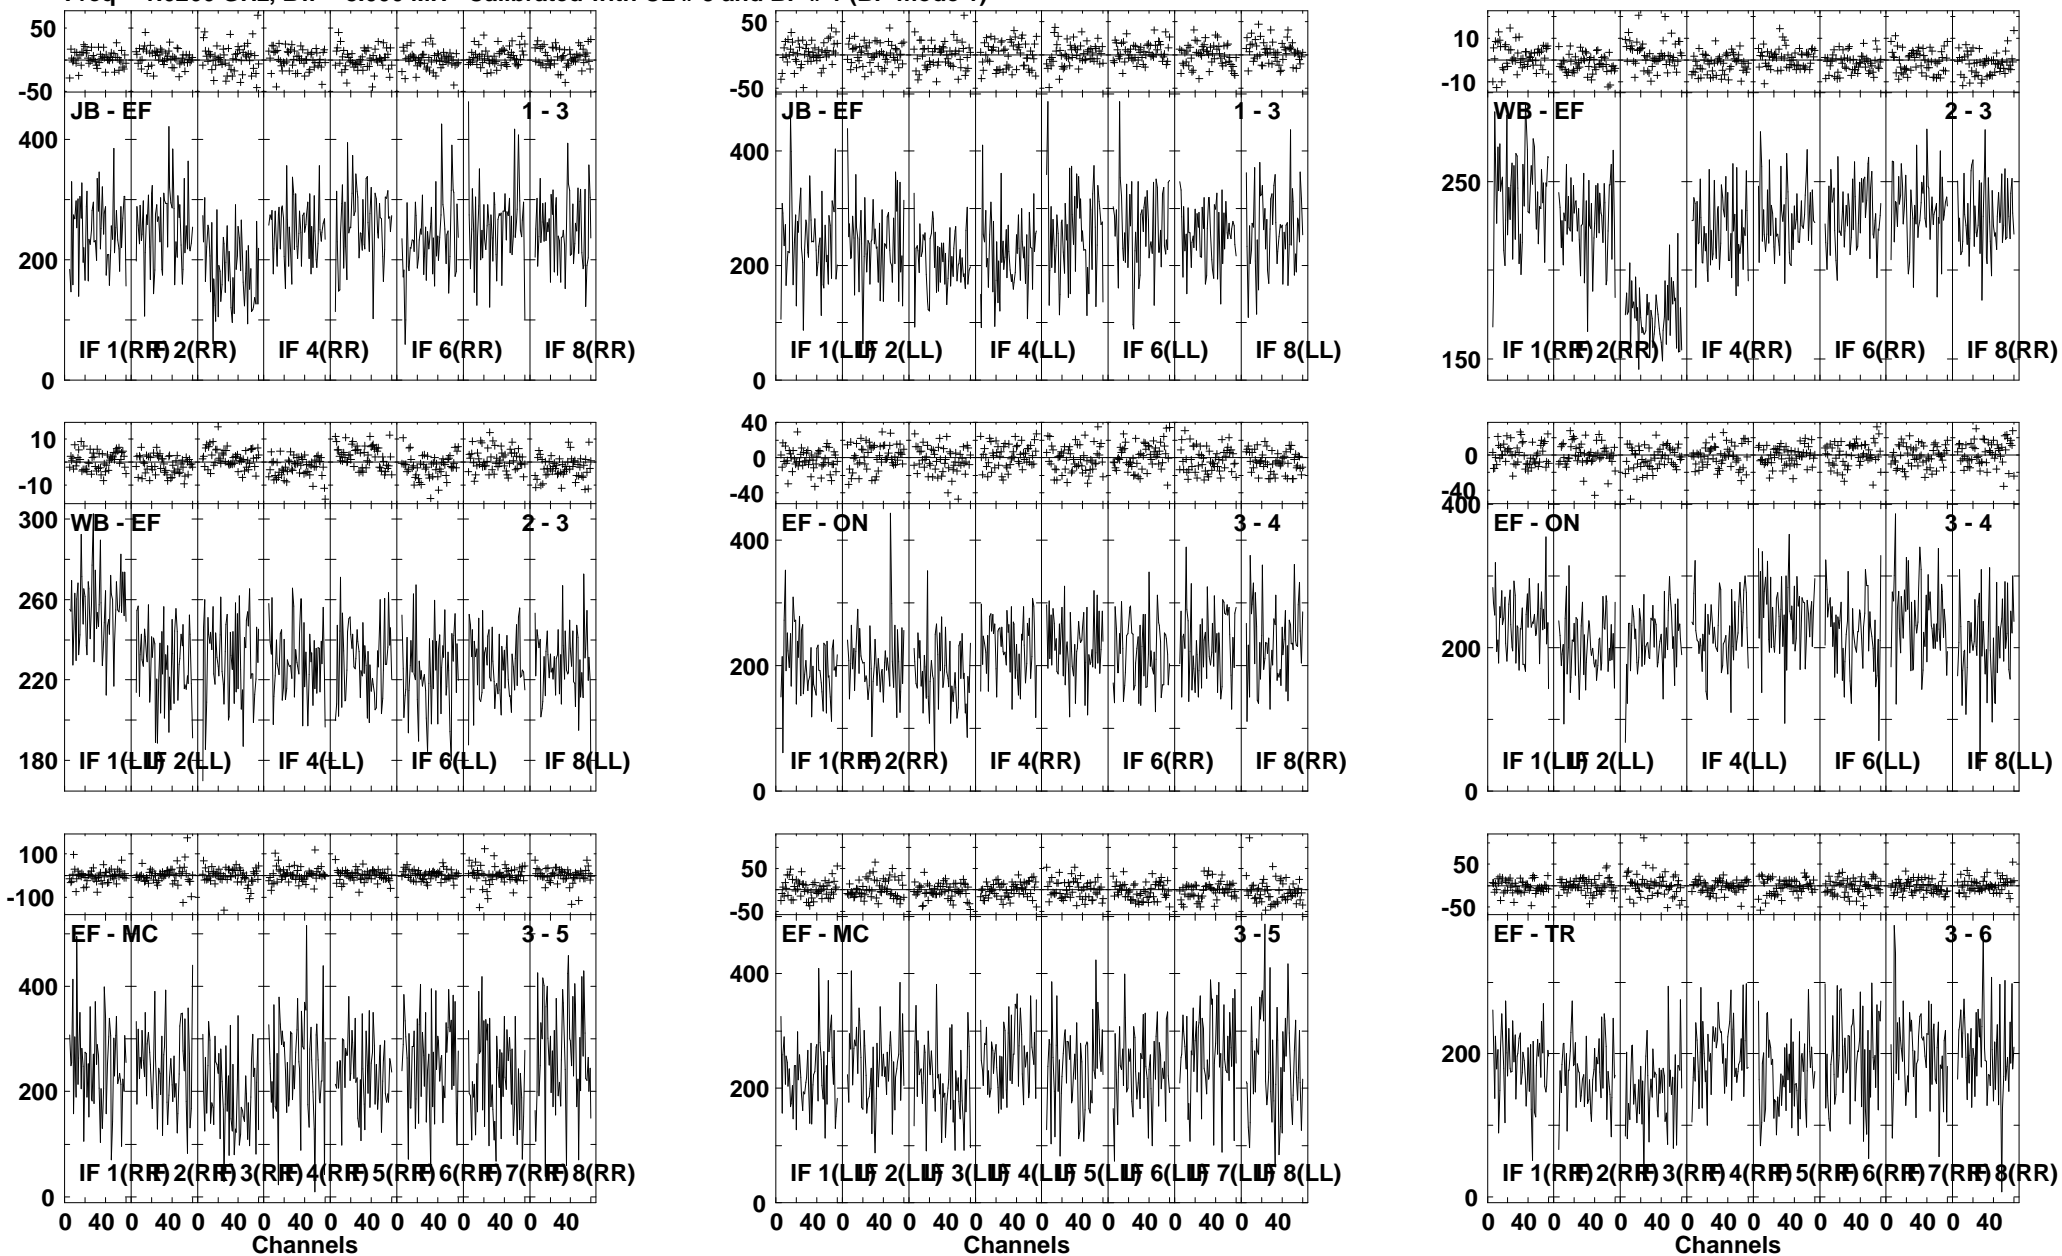 50
-50
JB - EF 1 - 3
400
200
0
IF 1(RR) IF 2(RR) IF 4(RR) IF 6(RR) IF 8(RR)
50
-50
JB - EF 1 - 3
400
200
0
IF 1(LL) IF 2(LL) IF 4(LL) IF 6(LL) IF 8(LL)
10
-10
WB - EF 2 - 3
250
150
IF 1(RR) IF 2(RR) IF 4(RR) IF 6(RR) IF 8(RR)
10
-10
WB - EF 2 - 3
300
260
220
180
IF 1(LL) IF 2(LL) IF 4(LL) IF 6(LL) IF 8(LL)
40
0
-40
EF - ON 3 - 4
400
200
0
IF 1(RR) IF 2(RR) IF 4(RR) IF 6(RR) IF 8(RR)
0
-40
EF - ON 3 - 4
400
200
0
IF 1(LL) IF 2(LL) IF 4(LL) IF 6(LL) IF 8(LL)
100
-100
EF - MC 3 - 5
400
200
0
IF 1(RR) IF 2(RR) IF 3(RR) IF 4(RR) IF 5(RR) IF 6(RR) IF 7(RR) IF 8(RR)
0 40 0 40 0 40 0 40 0 40 0 40 0 40 0 40
Channels
50
-50
EF - MC 3 - 5
400
200
0
IF 1(LL) IF 2(LL) IF 3(LL) IF 4(LL) IF 5(LL) IF 6(LL) IF 7(LL) IF 8(LL)
0 40 0 40 0 40 0 40 0 40 0 40 0 40 0 40
Channels
50
-50
EF - TR 3 - 6
200
0
IF 1(RR) IF 2(RR) IF 3(RR) IF 4(RR) IF 5(RR) IF 6(RR) IF 7(RR) IF 8(RR)
0 40 0 40 0 40 0 40 0 40 0 40 0 40 0 40
Channels